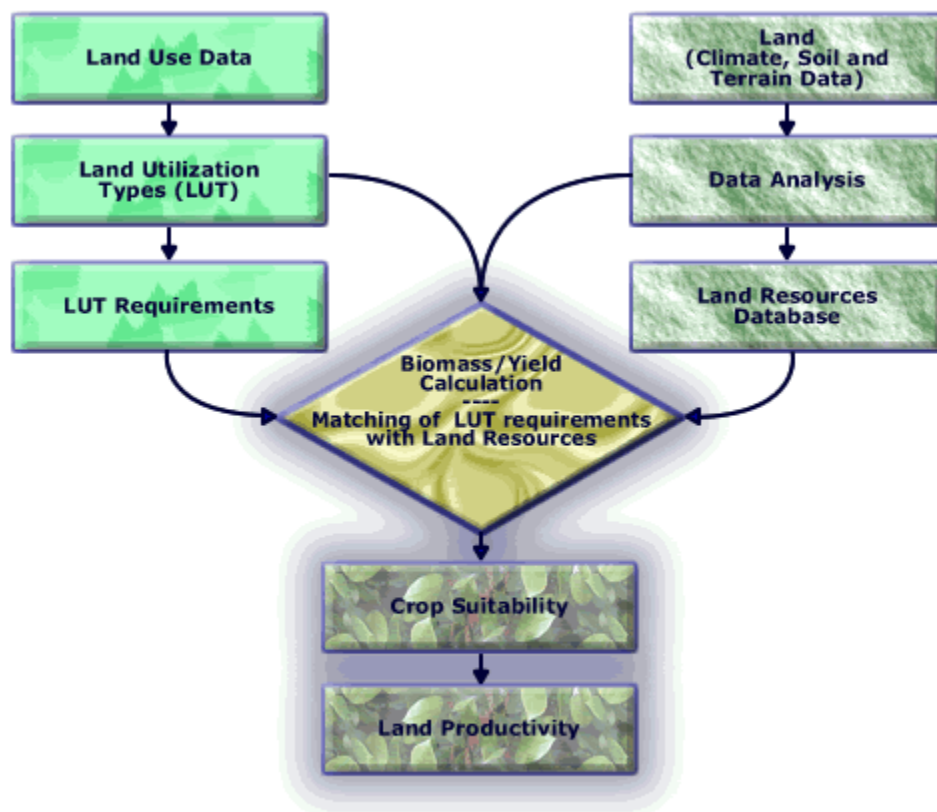 Land Use Data
Land
(Climate, Soil and
Terrain Data)
Land Utilization
Types (LUT)
Data Analysis
LUT Requirements
Land Resources
Database
Biomass/Yield
Calculation
----
Matching of LUT requirements
with Land Resources
Crop Suitability
Land Productivity